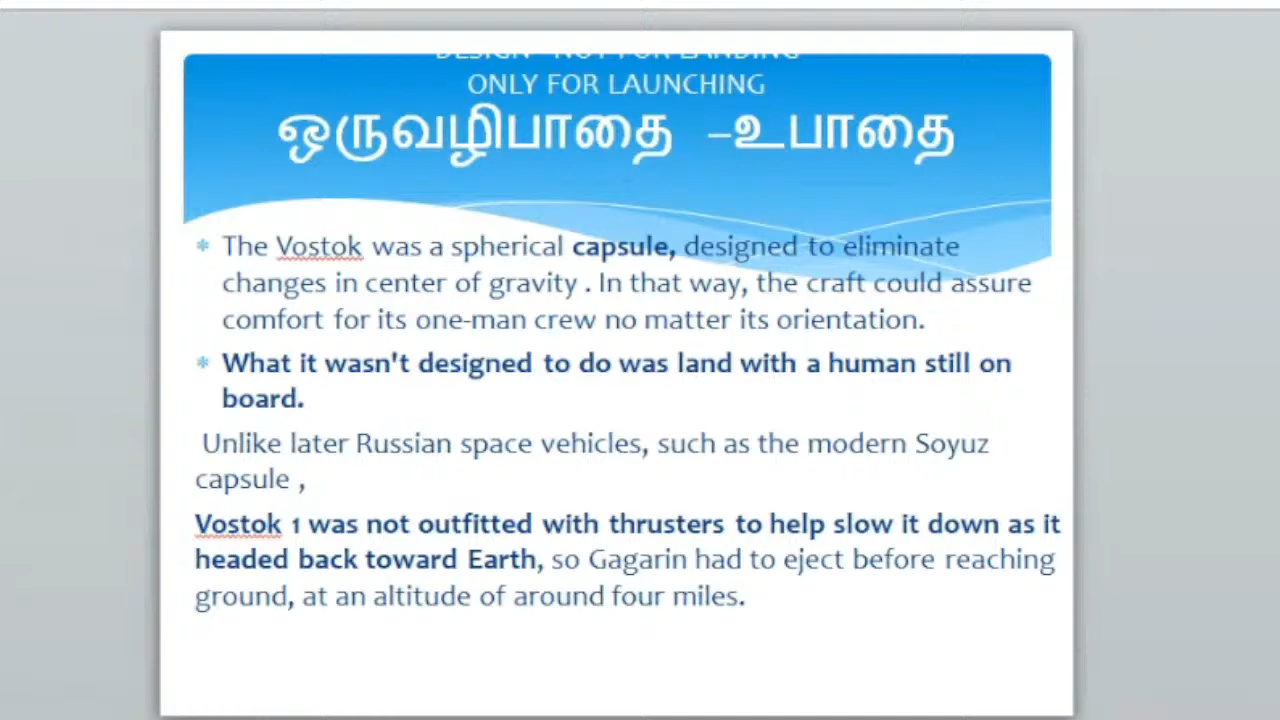 DESIGN - NOT FOR LANDING
ONLY FOR LAUNCHING
ஒருவழிபாதை –உபாதை
* The Vostok was a spherical capsule, designed to eliminate
changes in center of gravity . In that way, the craft could assure
comfort for its one-man crew no matter its orientation.
* What it wasn't designed to do was land with a human still on
board.
Unlike later Russian space vehicles, such as the modern Soyuz
capsule ,
Vostok 1 was not outfitted with thrusters to help slow it down as it
headed back toward Earth, so Gagarin had to eject before reaching
ground, at an altitude of around four miles.